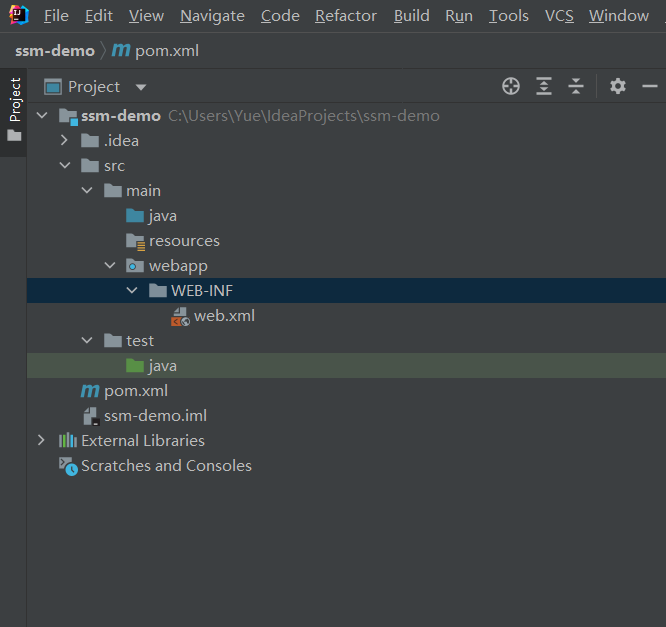 File Edit View Navigate Code Refactor Build Run Tools VCS Window
ssm-demo pom.xml
Project
Project
ssm-demo C:\Users\Yue\IdeaProjects\ssm-demo
.idea
src
main
java
resources
webapp
WEB-INF
web.xml
test
java
pom.xml
ssm-demo.iml
External Libraries
Scratches and Consoles